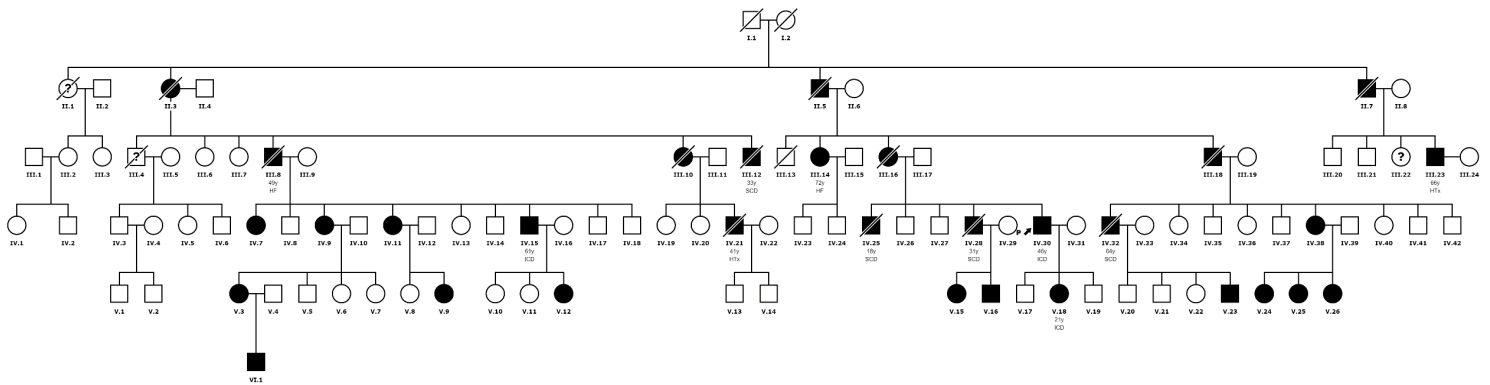 I.1 I.2
? 
II.1 II.2 II.3 II.4 II.5 II.6 II.7 II.8
? ?
III.1 III.2 III.3 III.4 III.5 III.6 III.7 III.8 III.9 III.10 III.11 III.12 III.13 III.14 III.15 III.16 III.17 III.18 III.19 III.20 III.21 III.22 III.23 III.24
49y 33y 72y 66y
HF SCD HF HTx
P
IV.1 IV.2 IV.3 IV.4 IV.5 IV.6 IV.7 IV.8 IV.9 IV.10 IV.11 IV.12 IV.13 IV.14 IV.15 IV.16 IV.17 IV.18 IV.19 IV.20 IV.21 IV.22 IV.23 IV.24 IV.25 IV.26 IV.27 IV.28 IV.29 IV.30 IV.31 IV.32 IV.33 IV.34 IV.35 IV.36 IV.37 IV.38 IV.39 IV.40 IV.41 IV.42
61y 41y 18y 31y 46y 64y
ICD HTx SCD SCD ICD SCD
V.1 V.2 V.3 V.4 V.5 V.6 V.7 V.8 V.9 V.10 V.11 V.12 V.13 V.14 V.15 V.16 V.17 V.18 V.19 V.20 V.21 V.22 V.23 V.24 V.25 V.26
21y
ICD
VI.1